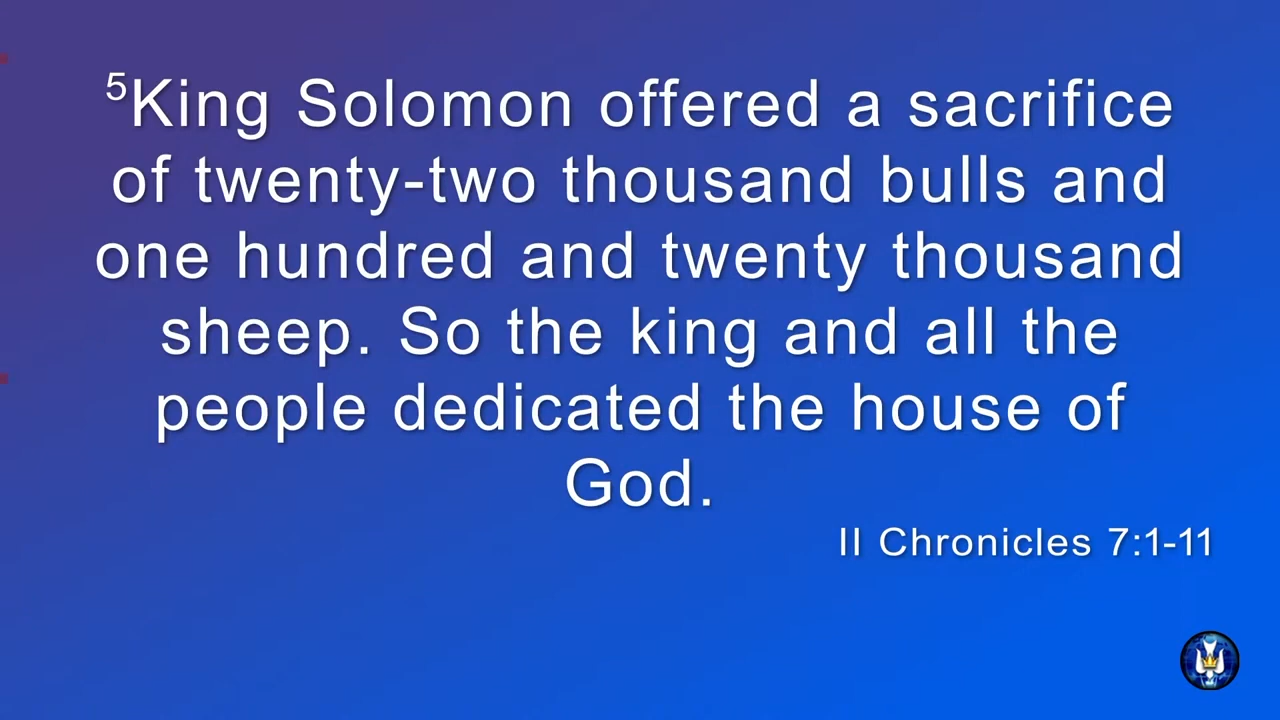 ⁵King Solomon offered a sacrifice
of twenty-two thousand bulls and
one hundred and twenty thousand
sheep. So the king and all the
people dedicated the house of
God.
II Chronicles 7:1-11